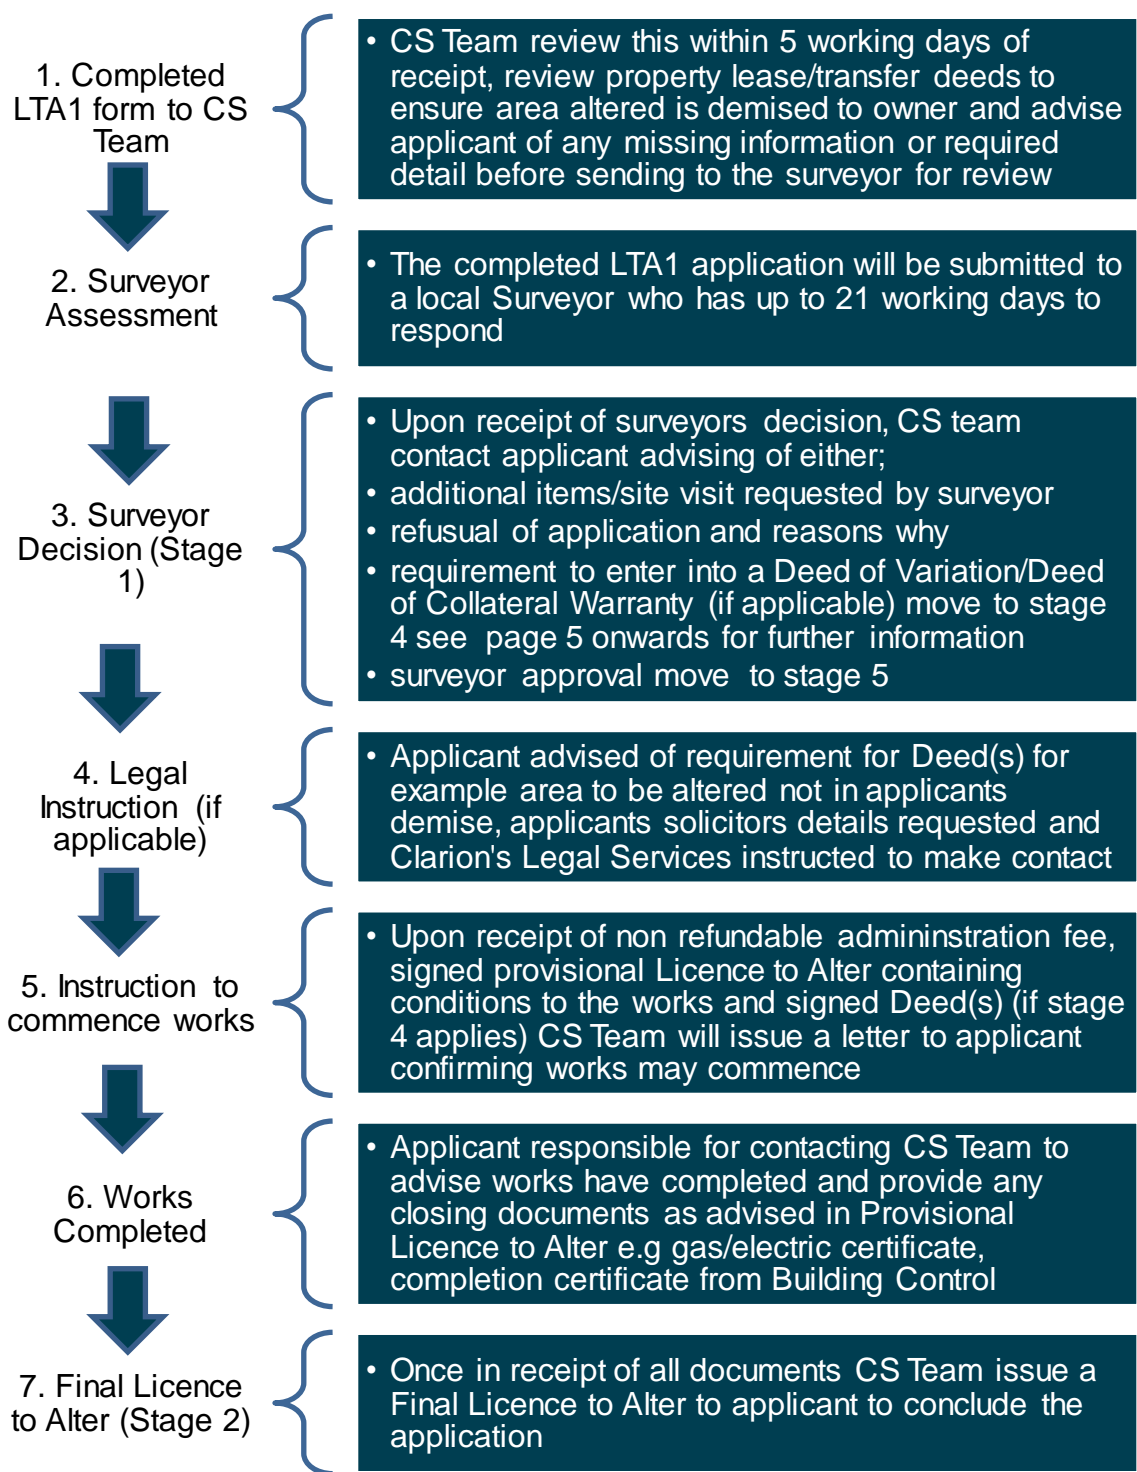 1. Completed
LTA1 form to CS
Team
• CS Team review this within 5 working days of
receipt, review property lease/transfer deeds to
ensure area altered is demised to owner and advise
applicant of any missing information or required
detail before sending to the surveyor for review
2. Surveyor
Assessment
• The completed LTA1 application will be submitted to
a local Surveyor who has up to 21 working days to
respond
3. Surveyor
Decision (Stage
1)
• Upon receipt of surveyors decision, CS team
contact applicant advising of either;
• additional items/site visit requested by surveyor
• refusual of application and reasons why
• requirement to enter into a Deed of Variation/Deed
of Collateral Warranty (if applicable) move to stage
4 see page 5 onwards for further information
• surveyor approval move to stage 5
4. Legal
Instruction (if
applicable)
• Applicant advised of requirement for Deed(s) for
example area to be altered not in applicants
demise, applicants solicitors details requested and
Clarion's Legal Services instructed to make contact
5. Instruction to
commence works
• Upon receipt of non refundable admininstration fee,
signed provisional Licence to Alter containing
conditions to the works and signed Deed(s) (if stage
4 applies) CS Team will issue a letter to applicant
confirming works may commence
6. Works
Completed
• Applicant responsible for contacting CS Team to
advise works have completed and provide any
closing documents as advised in Provisional
Licence to Alter e.g gas/electric certificate,
completion certificate from Building Control
7. Final Licence
to Alter (Stage 2)
• Once in receipt of all documents CS Team issue a
Final Licence to Alter to applicant to conclude the
application